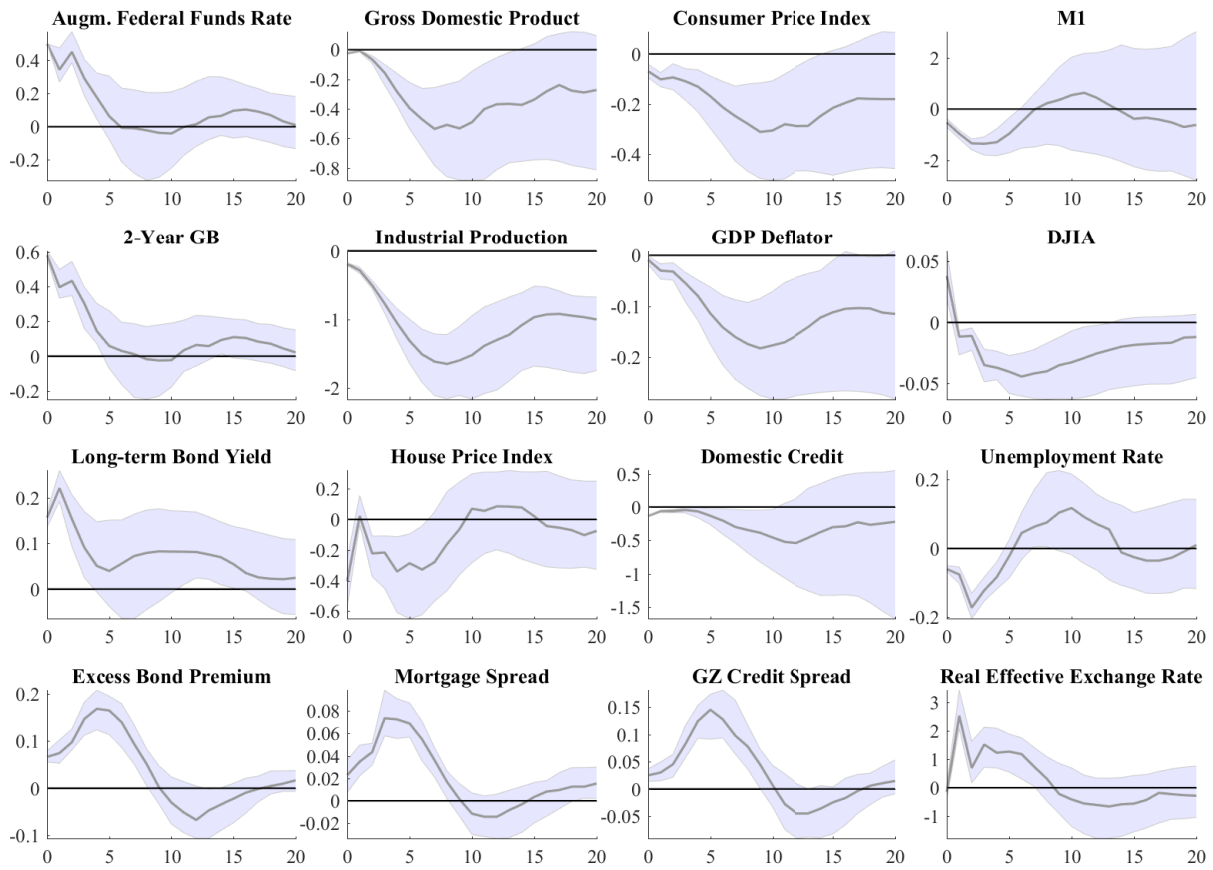 Augm. Federal Funds Rate
0.4
0.2
0
-0.2
0 5 10 15 20
Gross Domestic Product
0
-0.2
-0.4
-0.6
-0.8
0 5 10 15 20
Consumer Price Index
0
-0.2
-0.4
0 5 10 15 20
M1
2
0
-2
0 5 10 15 20
2-Year GB
0.6
0.4
0.2
0
-0.2
0 5 10 15 20
Industrial Production
0
-1
-2
0 5 10 15 20
GDP Deflator
0
-0.1
-0.2
0 5 10 15 20
DJIA
0.05
0
-0.05
0 5 10 15 20
Long-term Bond Yield
0.2
0.1
0
0 5 10 15 20
House Price Index
0.2
0
-0.2
-0.4
-0.6
0 5 10 15 20
Domestic Credit
0.5
0
-0.5
-1
-1.5
0 5 10 15 20
Unemployment Rate
0.2
0
-0.2
0 5 10 15 20
Excess Bond Premium
0.2
0.1
0
-0.1
0 5 10 15 20
Mortgage Spread
0.08
0.06
0.04
0.02
0
-0.02
0 5 10 15 20
GZ Credit Spread
0.15
0.1
0.05
0
-0.05
0 5 10 15 20
Real Effective Exchange Rate
3
2
1
0
-1
0 5 10 15 20